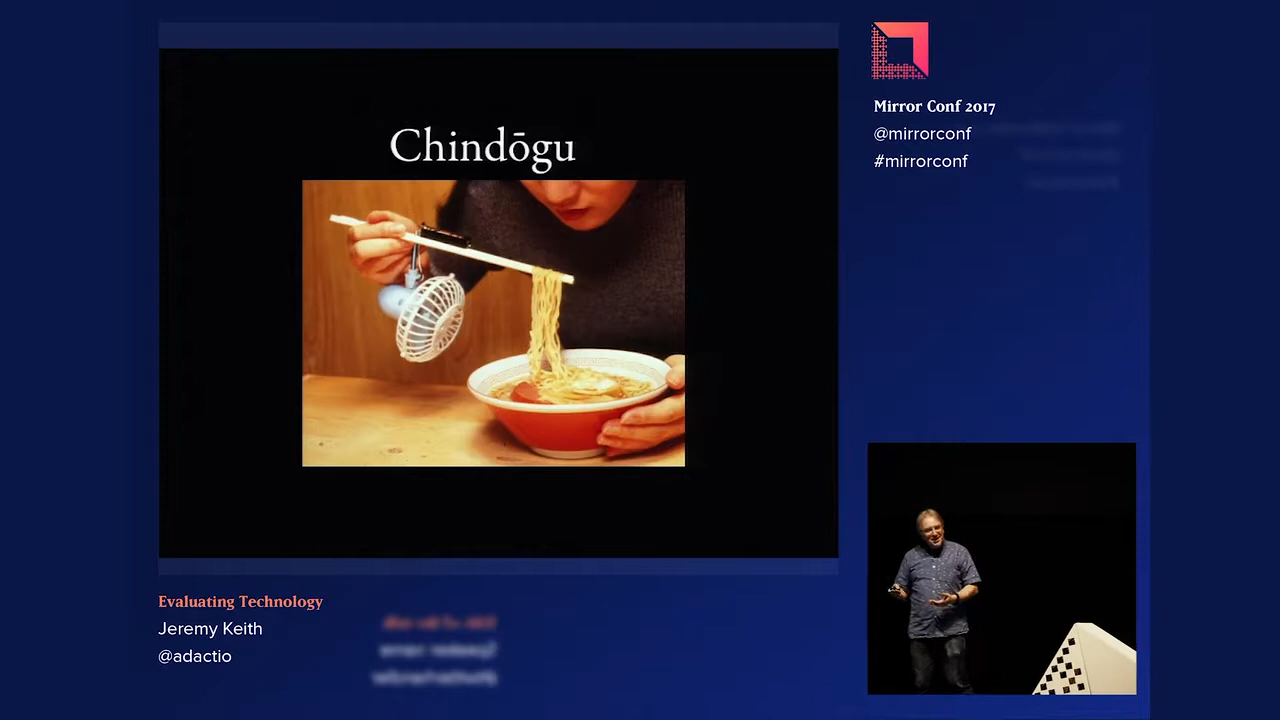 Chindōgu
Mirror Conf 2017
@mirrorconf
#mirrorconf
Evaluating Technology
Jeremy Keith
@adactio